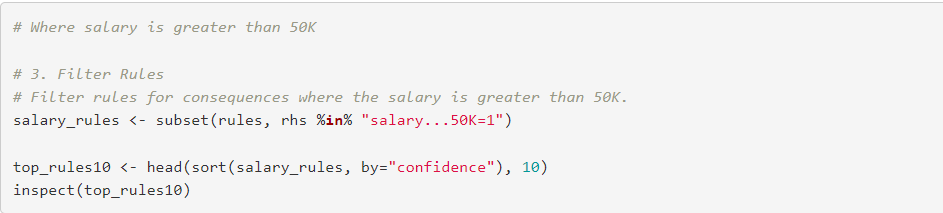 # Where salary is greater than 50K
# 3. Filter Rules
# Filter rules for consequences where the salary is greater than 50K.
salary_rules <- subset(rules, rhs %in% "salary...50K=1")
top_rules10 <- head(sort(salary_rules, by="confidence"), 10)
inspect(top_rules10)